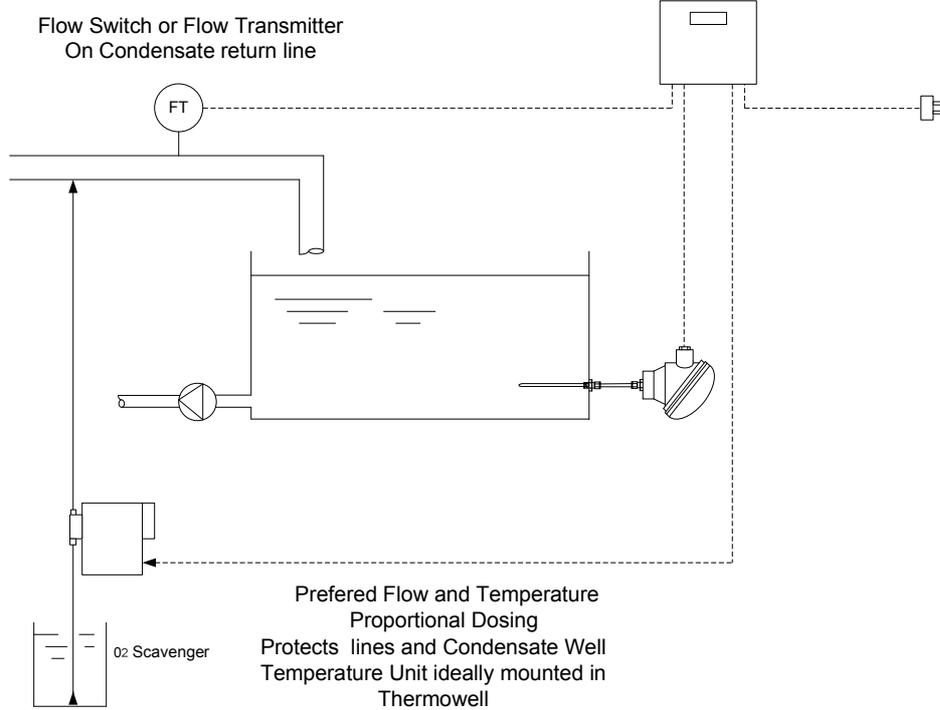 Flow Switch or Flow Transmitter
On Condensate return line
FT
02 Scavenger
Prefered Flow and Temperature
Proportional Dosing
Protects lines and Condensate Well
Temperature Unit ideally mounted in
Thermowell